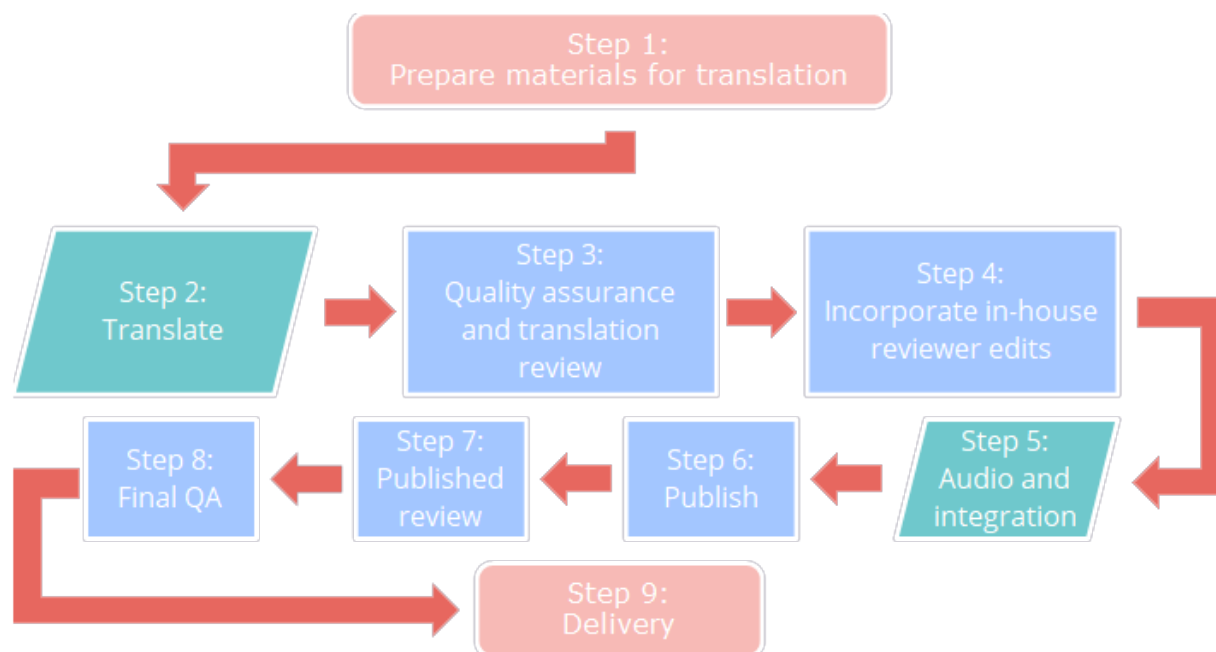 Step 1:
Prepare materials for translation
Step 2:
Translate
Step 3:
Quality assurance
and translation
review
Step 4:
Incorporate in-house
reviewer edits
Step 5:
Audio and
integration
Step 6:
Publish
Step 7:
Published
review
Step 8:
Final QA
Step 9:
Delivery